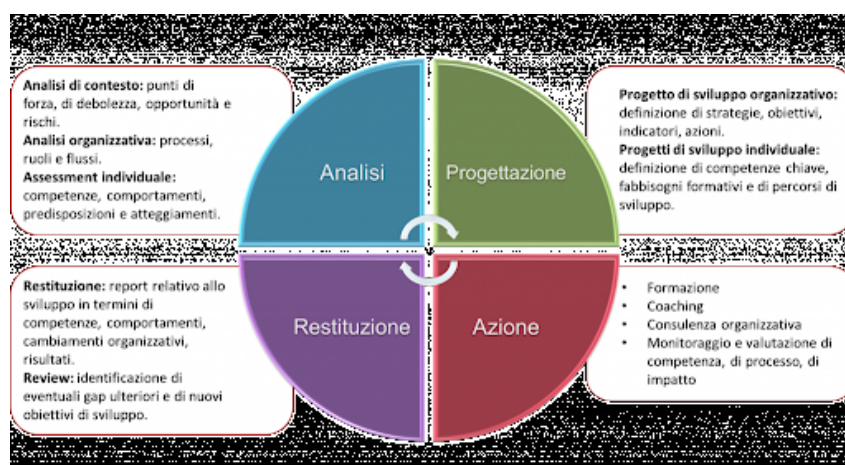 Analisi di contesto: punti di
forza, di debolezza, opportunità e
rischi.
Analisi organizzativa: processi,
ruoli e flussi.
Assessment individuale:
competenze, comportamenti,
predisposizioni e atteggiamenti.
Analisi
Progettazione
Progetto di sviluppo organizzativo:
definizione di strategie, obiettivi,
indicatori, azioni.
Progetti di sviluppo individuale:
definizione di competenze chiave,
fabbisogni formativi e di percorsi di
sviluppo.
Restituzione: report relativo allo
sviluppo in termini di
competenze, comportamenti,
cambiamenti organizzativi,
risultati.
Review: identificazione di
eventuali gap ulteriori e di nuovi
obiettivi di sviluppo.
Restituzione
Azione
• Formazione
• Coaching
• Consulenza organizzativa
• Monitoraggio e valutazione di
competenza, di processo, di
impatto